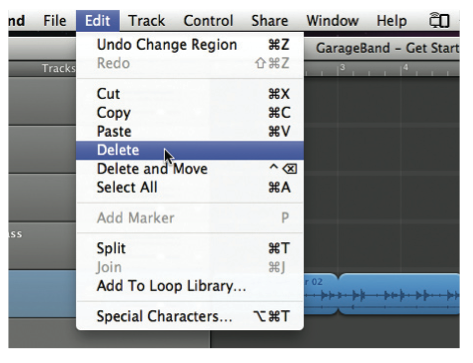 nd File Edit Track Control Share Window Help
GarageBand – Get Start
Tracks
3 4
Undo Change Region ⌘Z
Redo ⇧⌘Z
Cut ⌘X
Copy ⌘C
Paste ⌘V
Delete
Delete and Move ^⌫
Select All ⌘A
Add Marker P
Split ⌘T
Join ⌘J
Add To Loop Library...
Special Characters... ⌥⌘T
ass
r 02